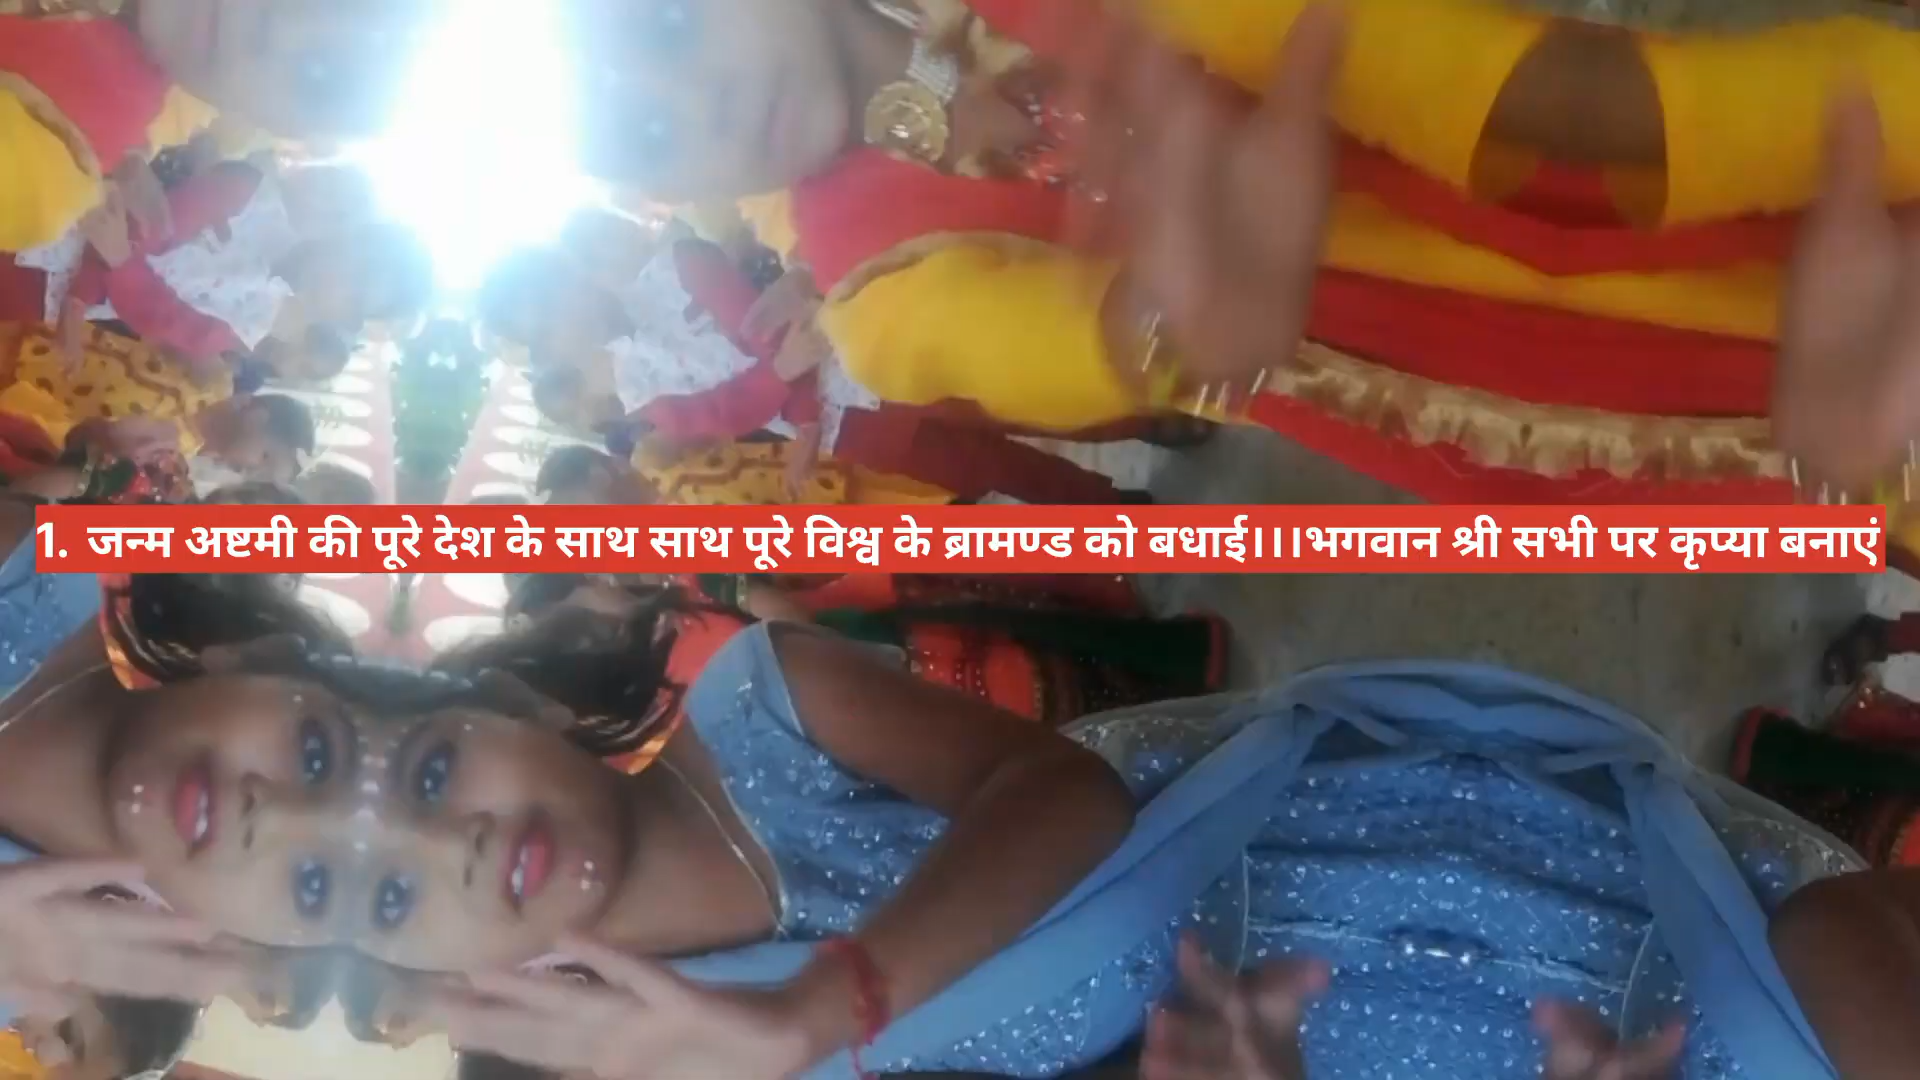 1. जन्म अष्टमी की पूरे देश के साथ साथ पूरे विश्व के ब्रामण्ड को बधाई।।।भगवान श्री सभी पर कृप्या बनाएं